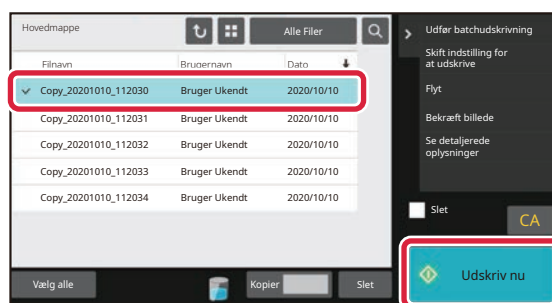 Hovedmappe
Alle Filer
Filnavn Brugernavn Dato
Copy_20201010_112030 Bruger Ukendt 2020/10/10
Copy_20201010_112031 Bruger Ukendt 2020/10/10
Copy_20201010_112032 Bruger Ukendt 2020/10/10
Copy_20201010_112033 Bruger Ukendt 2020/10/10
Copy_20201010_112034 Bruger Ukendt 2020/10/10
Vælg alle
Kopier
Slet
Udfør batchudskrivning
Skift indstilling for
at udskrive
Flyt
Bekræft billede
Se detaljerede
oplysninger
Slet
CA
Udskriv nu